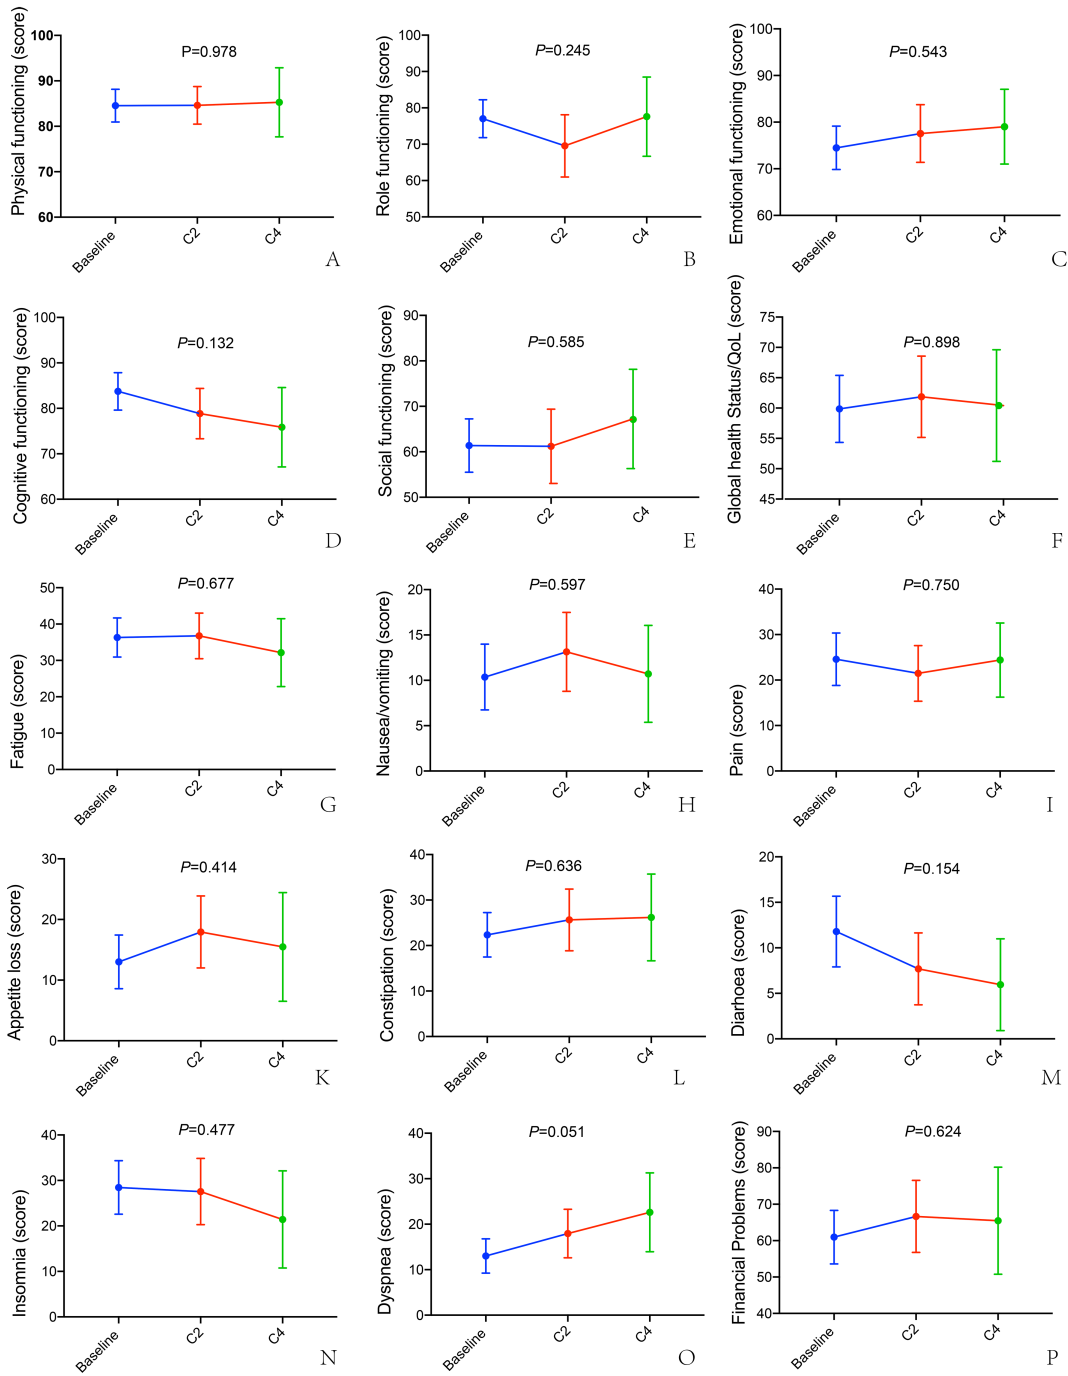 Physical functioning (score)
P=0.978
100
90
80
70
60
Baseline
C2
C4
A
Role functioning (score)
P=0.245
100
90
80
70
60
50
Baseline
C2
C4
B
Emotional functioning (score)
P=0.543
100
90
80
70
60
Baseline
C2
C4
C
Cognitive functioning (score)
P=0.132
100
90
80
70
60
Baseline
C2
C4
D
Social functioning (score)
P=0.585
90
80
70
60
50
Baseline
C2
C4
E
Global health Status/QoL (score)
P=0.898
75
70
65
60
55
50
45
Baseline
C2
C4
F
Fatigue (score)
P=0.677
50
40
30
20
10
0
Baseline
C2
C4
G
Nausea/vomiting (score)
P=0.597
20
15
10
5
0
Baseline
C2
C4
H
Pain (score)
P=0.750
40
30
20
10
0
Baseline
C2
C4
I
Appetite loss (score)
P=0.414
30
20
10
0
Baseline
C2
C4
K
Constipation (score)
P=0.636
40
30
20
10
0
Baseline
C2
C4
L
Diarhoea (score)
P=0.154
20
15
10
5
0
Baseline
C2
C4
M
Insomnia (score)
P=0.477
40
30
20
10
0
Baseline
C2
C4
N
Dyspnea (score)
P=0.051
40
30
20
10
0
Baseline
C2
C4
O
Financial Problems (score)
P=0.624
90
80
70
60
50
40
Baseline
C2
C4
P